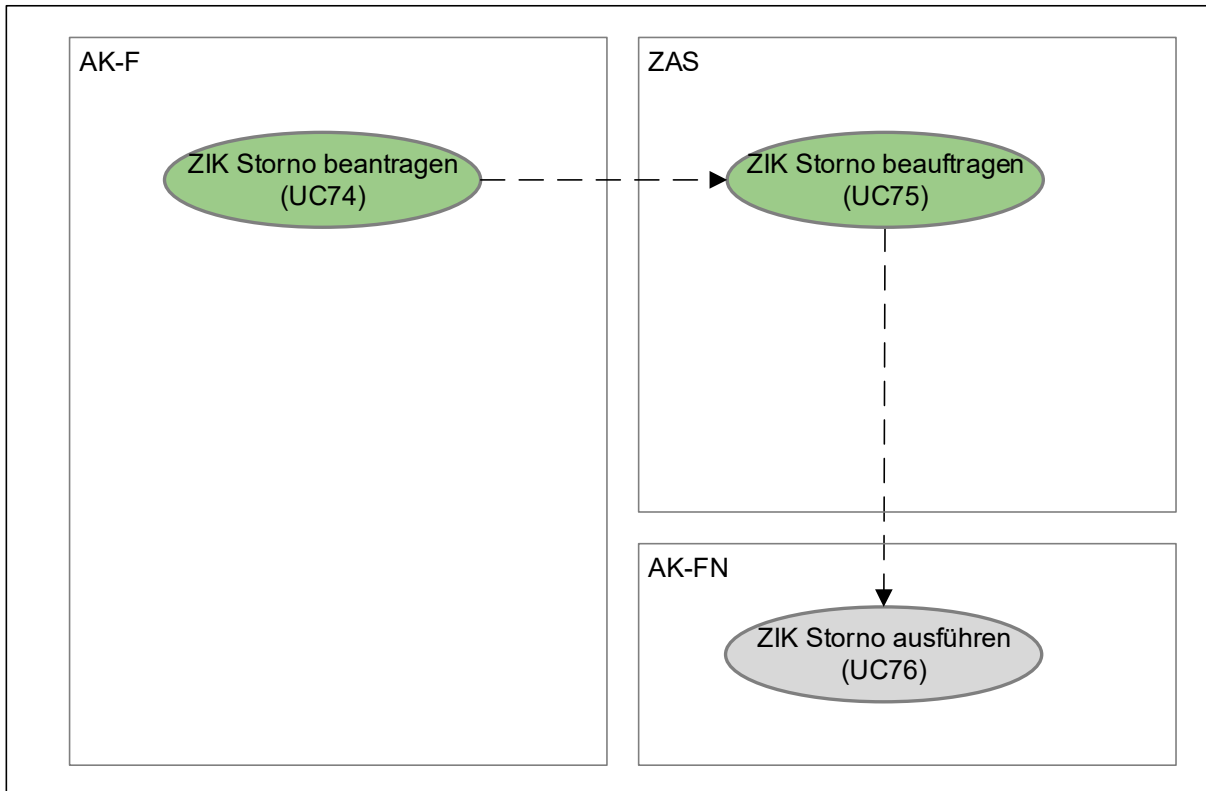 AK-F
ZIK Storno beantragen
(UC74)
ZAS
ZIK Storno beauftragen
(UC75)
AK-FN
ZIK Storno ausführen
(UC76)